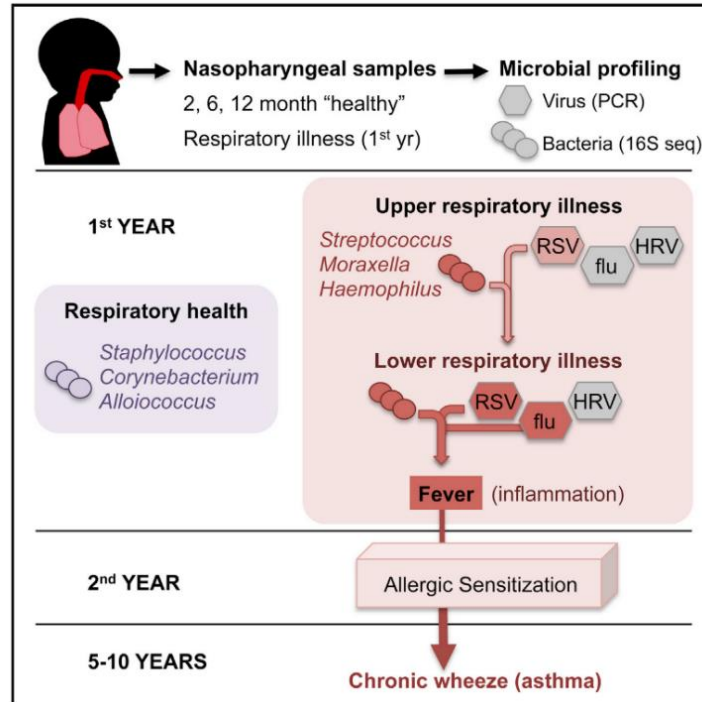 Nasopharyngeal samples
2, 6, 12 month “healthy”
Respiratory illness (1st yr)
Microbial profiling
Virus (PCR)
Bacteria (16S seq)
1st YEAR
Respiratory health
Staphylococcus
Corynebacterium
Alloiococcus
Upper respiratory illness
Streptococcus
Moraxella
Haemophilus
RSV
flu
HRV
Lower respiratory illness
RSV
flu
HRV
Fever (inflammation)
2nd YEAR
Allergic Sensitization
5-10 YEARS
Chronic wheeze (asthma)